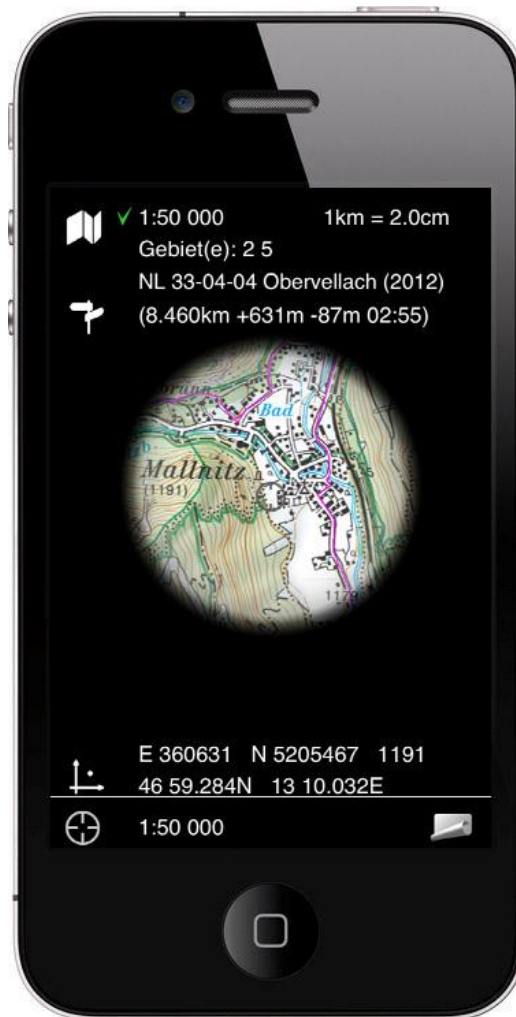 1:50 000 1km = 2.0cm
Gebiet(e): 2 5
NL 33-04-04 Obervellach (2012)
(8.460km +631m -87m 02:55)
Bad
Mallnitz
(1191)
E 360631 N 5205467 1191
46 59.284N 13 10.032E
1:50 000